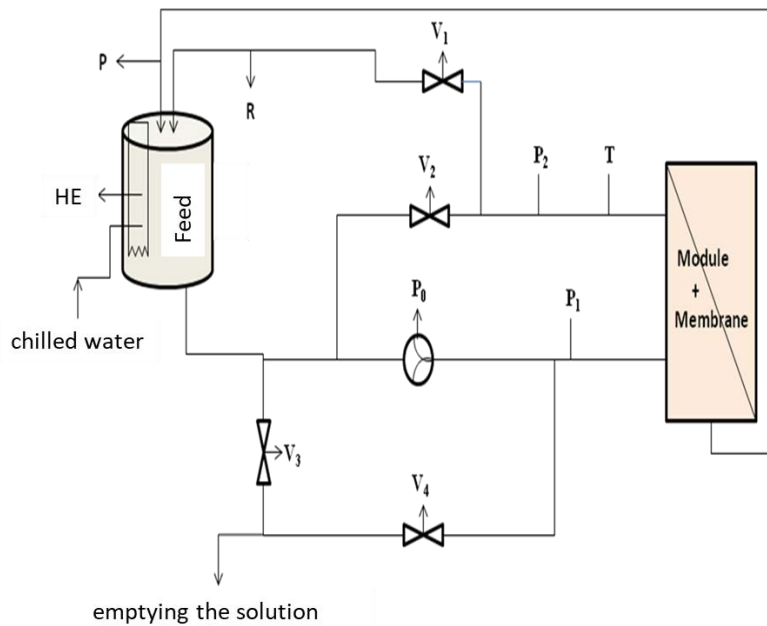 V1
P
R
V2
P2
T
HE
Feed
Module
+
Membrane
P0
P1
chilled water
V3
V4
emptying the solution